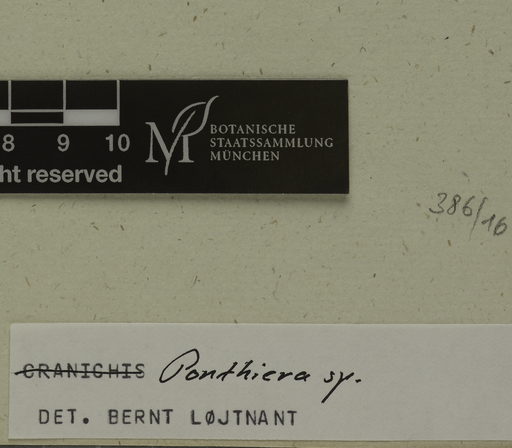 8 9 10
BOTANISCHE
STAATSSAMMLUNG
MÜNCHEN
ht reserved
386/16
CRANICHIS Ponthiera sp.
DET. BERNT LØJTNANT